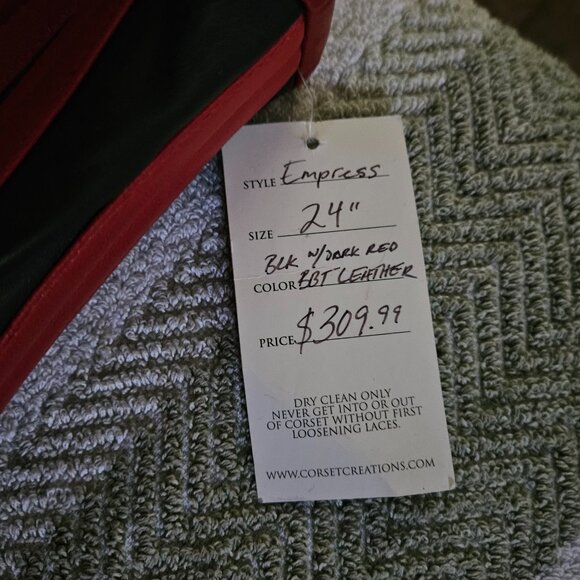 STYLE Empress
SIZE 24"
BLK W/DARK RED
COLOR LEATHER
PRICE $309.99
DRY CLEAN ONLY
NEVER GET INTO OR OUT
OF CORSET WITHOUT FIRST
LOOSENING LACES.
WWW.CORSETCREATIONS.COM